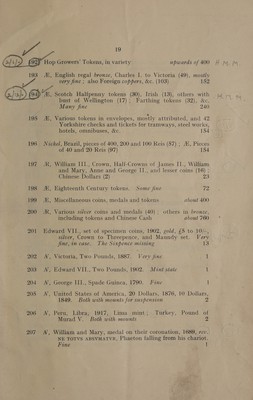 19
192 Hop Growers' Tokens, in variety upwards of 400
193 Æ, English regal bronze, Charles I. to Victoria (49), mostly
very fine; also Foreign coppers, &c. (103) 152
194 Æ, Scotch Halfpenny tokens (30), Irish (13), others with
bust of Wellington (17); Farthing tokens (32), &c.
Many fine 240
195 Æ, Various tokens in envelopes, mostly attributed, and 42
Yorkshire checks and tickets for tramways, steel works,
hotels, omnibuses, &c. 154
196 Nickel, Brazil, pieces of 400, 200 and 100 Reis (37); Æ, Pieces
of 40 and 20 Reis (97) 134
197 Æ, William III., Crown, Half-Crowns of James II., William
and Mary, Anne and George II., and lesser coins (16);
Chinese Dollars (2) 23
198 Æ, Eighteenth Century tokens. Some fine 72
199 Æ, Miscellaneous coins, medals and tokens about 400
200 Æ, Various silver coins and medals (40); others in bronze,
including tokens and Chinese Cash about 760
201 Edward VII., set of specimen coins, 1902, gold, £5 to 10/-,
silver, Crown to Threepence, and Maundy set. Very
fine, in case. The Sixpence missing 13
202 N, Victoria, Two Pounds, 1887. Very fine 1
203 N, Edward VII., Two Pounds, 1902. Mint state 1
204 N, George III., Spade Guinea, 1790. Fine 1
205 N, United States of America, 20 Dollars, 1876, 10 Dollars,
1849. Both with mounts for suspension 2
206 N, Peru, Libra, 1917, Lima mint; Turkey, Pound of
Murad V. Both with mounts 2
207 N, William and Mary, medal on their coronation, 1689, rev.
NE TOTVS ABSVMATVR, Phaeton falling from his chariot.
Fine 1